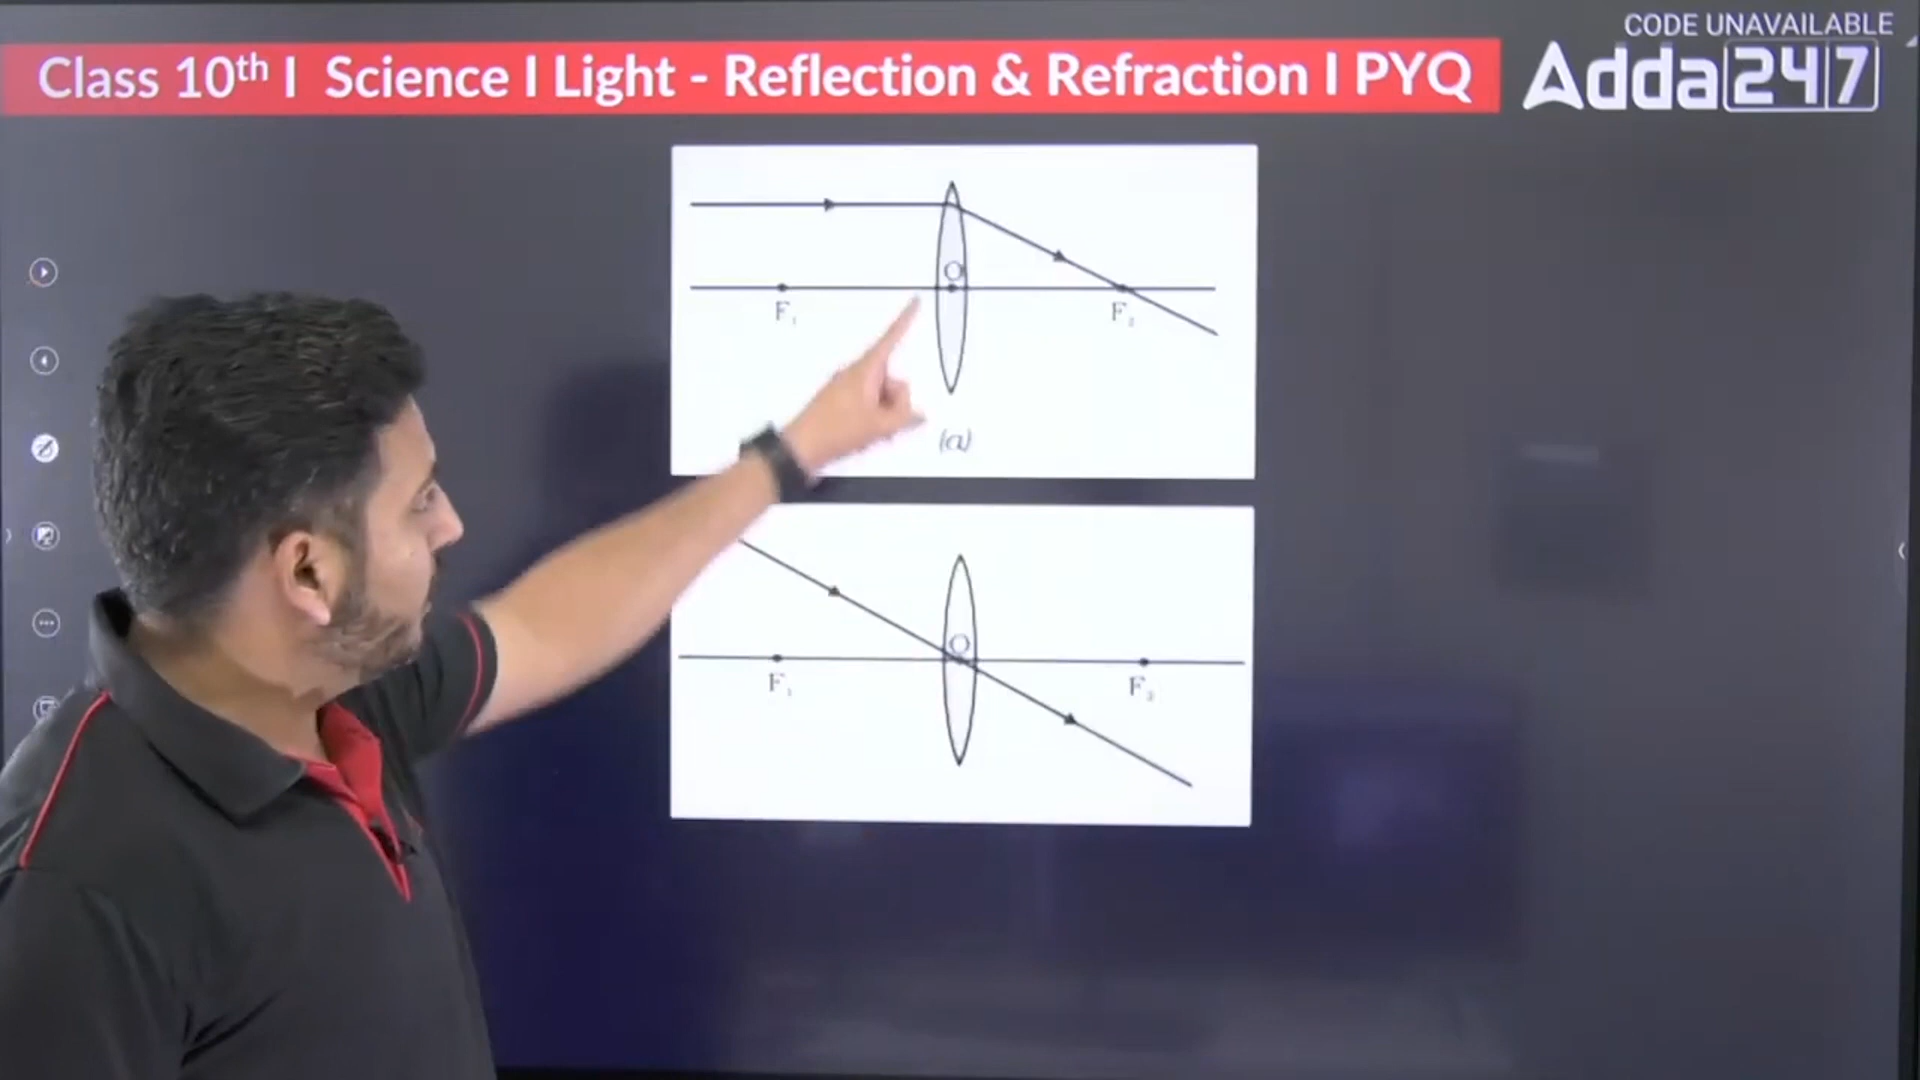 CODE UNAVAILABLE
Class 10th I Science I Light - Reflection & Refraction I PYQ
Adda247
O
F₁
F₂
(a)
O
F₁
F₂